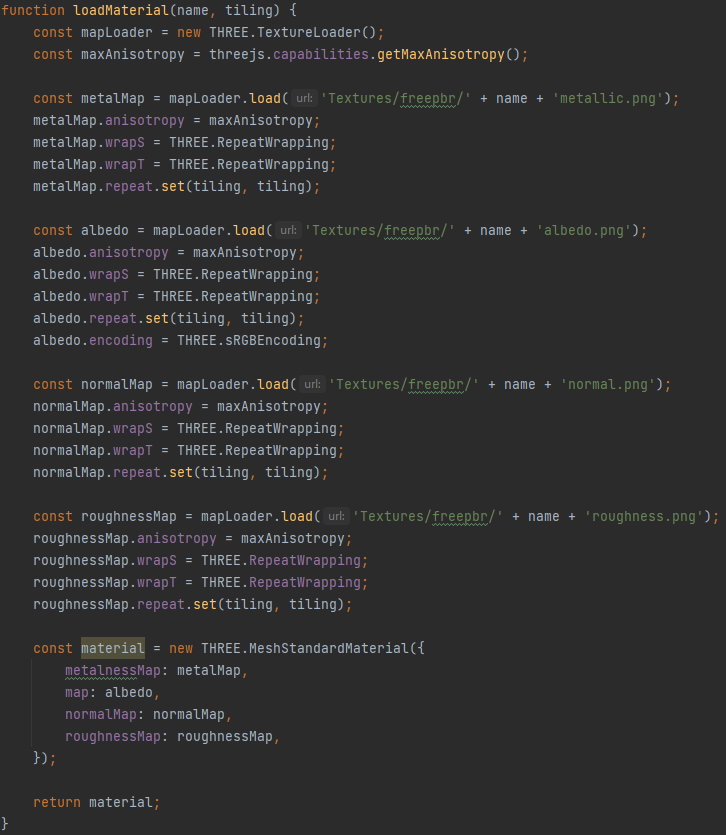 function loadMaterial(name, tiling) {
    const mapLoader = new THREE.TextureLoader();
    const maxAnisotropy = threejs.capabilities.getMaxAnisotropy();

    const metalMap = mapLoader.load( url: 'Textures/freepbr/' + name + 'metallic.png');
    metalMap.anisotropy = maxAnisotropy;
    metalMap.wrapS = THREE.RepeatWrapping;
    metalMap.wrapT = THREE.RepeatWrapping;
    metalMap.repeat.set(tiling, tiling);

    const albedo = mapLoader.load( url: 'Textures/freepbr/' + name + 'albedo.png');
    albedo.anisotropy = maxAnisotropy;
    albedo.wrapS = THREE.RepeatWrapping;
    albedo.wrapT = THREE.RepeatWrapping;
    albedo.repeat.set(tiling, tiling);
    albedo.encoding = THREE.sRGBEncoding;

    const normalMap = mapLoader.load( url: 'Textures/freepbr/' + name + 'normal.png');
    normalMap.anisotropy = maxAnisotropy;
    normalMap.wrapS = THREE.RepeatWrapping;
    normalMap.wrapT = THREE.RepeatWrapping;
    normalMap.repeat.set(tiling, tiling);

    const roughnessMap = mapLoader.load( url: 'Textures/freepbr/' + name + 'roughness.png');
    roughnessMap.anisotropy = maxAnisotropy;
    roughnessMap.wrapS = THREE.RepeatWrapping;
    roughnessMap.wrapT = THREE.RepeatWrapping;
    roughnessMap.repeat.set(tiling, tiling);

    const material = new THREE.MeshStandardMaterial({
        metalnessMap: metalMap,
        map: albedo,
        normalMap: normalMap,
        roughnessMap: roughnessMap,
    });

    return material;
}